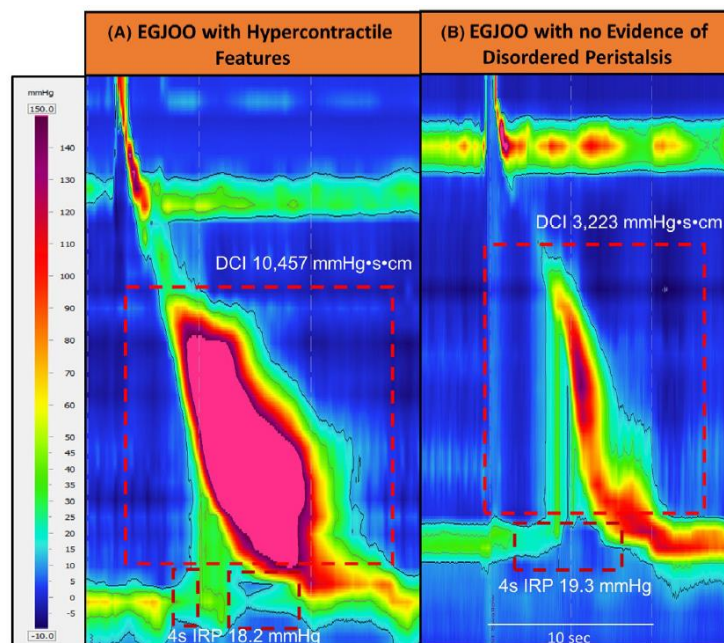 (A) EGJOO with Hypercontractile
Features
(B) EGJOO with no Evidence of
Disordered Peristalsis
mmHg
150.0
140
130
120
110
100
90
80
70
60
50
45
40
35
30
25
20
15
10
5
0
-5
-10.0
DCI 10,457 mmHg•s•cm
4s IRP 18.2 mmHg
DCI 3,223 mmHg•s•cm
4s IRP 19.3 mmHg
10 sec